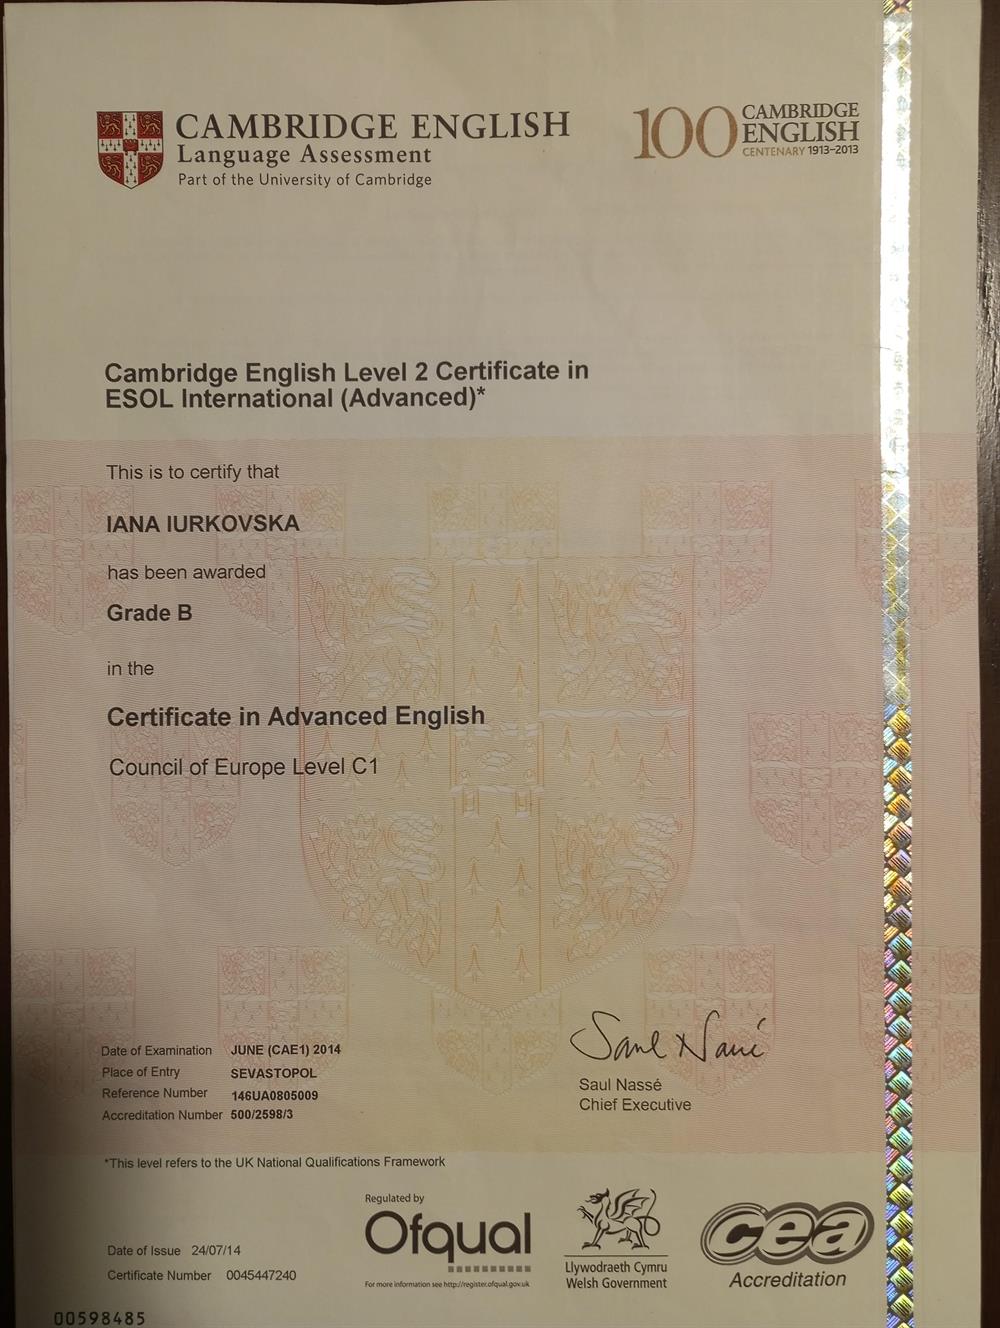 CAMBRIDGE ENGLISH
Language Assessment
Part of the University of Cambridge
100 CAMBRIDGE
ENGLISH
CENTENARY 1913–2013
Cambridge English Level 2 Certificate in
ESOL International (Advanced)*
This is to certify that
IANA IURKOVSKA
has been awarded
Grade B
in the
Certificate in Advanced English
Council of Europe Level C1
Date of Examination JUNE (CAE1) 2014
Place of Entry SEVASTOPOL
Reference Number 146UA0805009
Accreditation Number 500/2598/3
Saul Nassé
Saul Nassé
Chief Executive
*This level refers to the UK National Qualifications Framework
Regulated by
Ofqual
For more information see http://register.ofqual.gov.uk
Llywodraeth Cymru
Welsh Government
cea
Accreditation
Date of Issue 24/07/14
Certificate Number 0045447240
00598485